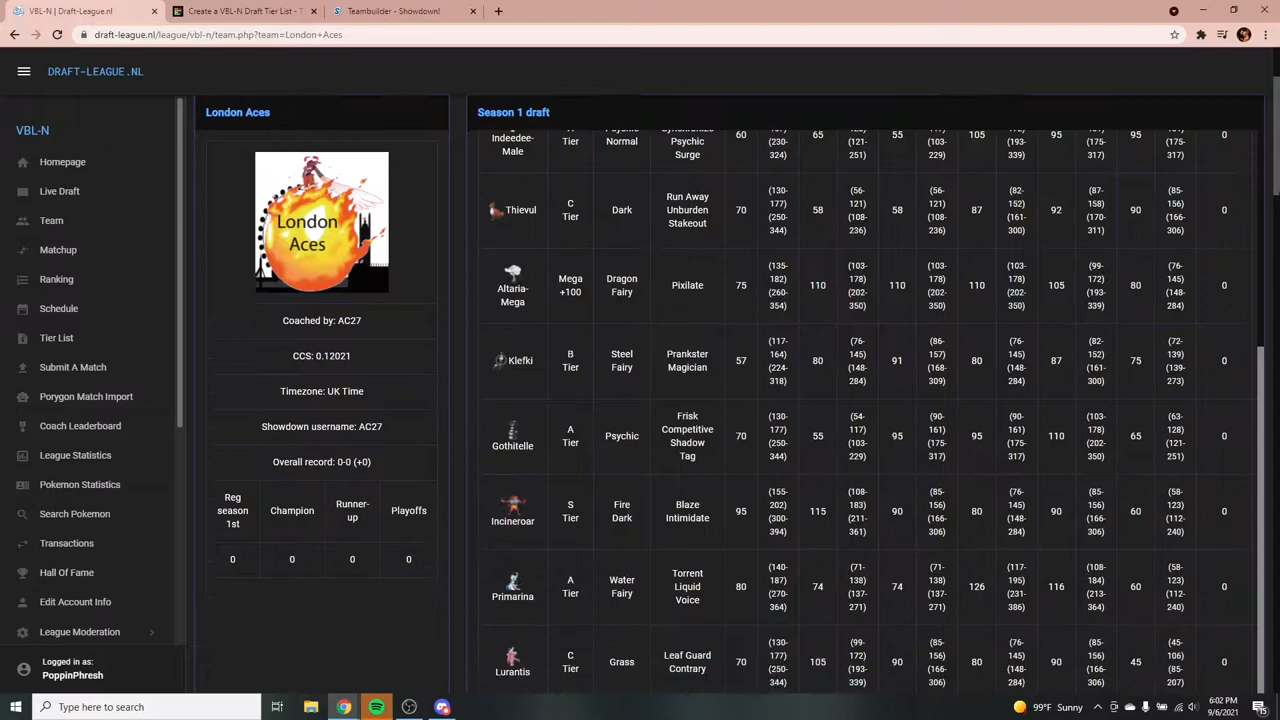 VBL-N | Draft-League.nl
Create a VBL-N Draft Tier List - T
Teambuilder - Showdown!
draft-league.nl/league/vbl-n/team.php?team=London+Aces
DRAFT-LEAGUE.NL
VBL-N
Homepage
Live Draft
Team
Matchup
Ranking
Schedule
Tier List
Submit A Match
Porygon Match Import
Coach Leaderboard
League Statistics
Pokemon Statistics
Search Pokemon
Transactions
Hall Of Fame
Edit Account Info
League Moderation
Logged in as:
PoppinPhresh
London Aces
London
Aces
Coached by: AC27
CCS: 0.12021
Timezone: UK Time
Showdown username: AC27
Overall record: 0-0 (+0)
Reg season 1st Champion Runner-up Playoffs
0 0 0 0
Season 1 draft
Indeedee-Male Tier Psychic Normal Synchronize Psychic Surge 60 (230-324) 65 (121-251) 55 (103-229) 105 (193-339) 95 (175-317) 95 (175-317) 0
Thievul C Tier Dark Run Away Unburden Stakeout 70 (130-177) (250-344) 58 (56-121) (108-236) 58 (56-121) (108-236) 87 (82-152) (161-300) 92 (87-158) (170-311) 90 (85-156) (166-306) 0
Altaria-Mega Mega +100 Dragon Fairy Pixilate 75 (135-182) (260-354) 110 (103-178) (202-350) 110 (103-178) (202-350) 110 (103-178) (202-350) 105 (99-172) (193-339) 80 (76-145) (148-284) 0
Klefki B Tier Steel Fairy Prankster Magician 57 (117-164) (224-318) 80 (76-145) (148-284) 91 (86-157) (168-309) 80 (76-145) (148-284) 87 (82-152) (161-300) 75 (72-139) (139-273) 0
Gothitelle A Tier Psychic Frisk Competitive Shadow Tag 70 (130-177) (250-344) 55 (54-117) (103-229) 95 (90-161) (175-317) 95 (90-161) (175-317) 110 (103-178) (202-350) 65 (63-128) (121-251) 0
Incineroar S Tier Fire Dark Blaze Intimidate 95 (155-202) (300-394) 115 (108-183) (211-361) 90 (85-156) (166-306) 80 (76-145) (148-284) 90 (85-156) (166-306) 60 (58-123) (112-240) 0
Primarina A Tier Water Fairy Torrent Liquid Voice 80 (140-187) (270-364) 74 (71-138) (137-271) 74 (71-138) (137-271) 126 (117-195) (231-386) 116 (108-184) (213-364) 60 (58-123) (112-240) 0
Lurantis C Tier Grass Leaf Guard Contrary 70 (130-177) (250-344) 105 (99-172) (193-339) 90 (85-156) (166-306) 80 (76-145) (148-284) 90 (85-156) (166-306) 45 (45-106) (85-207) 0
Type here to search
99°F Sunny
6:02 PM
9/6/2021
15